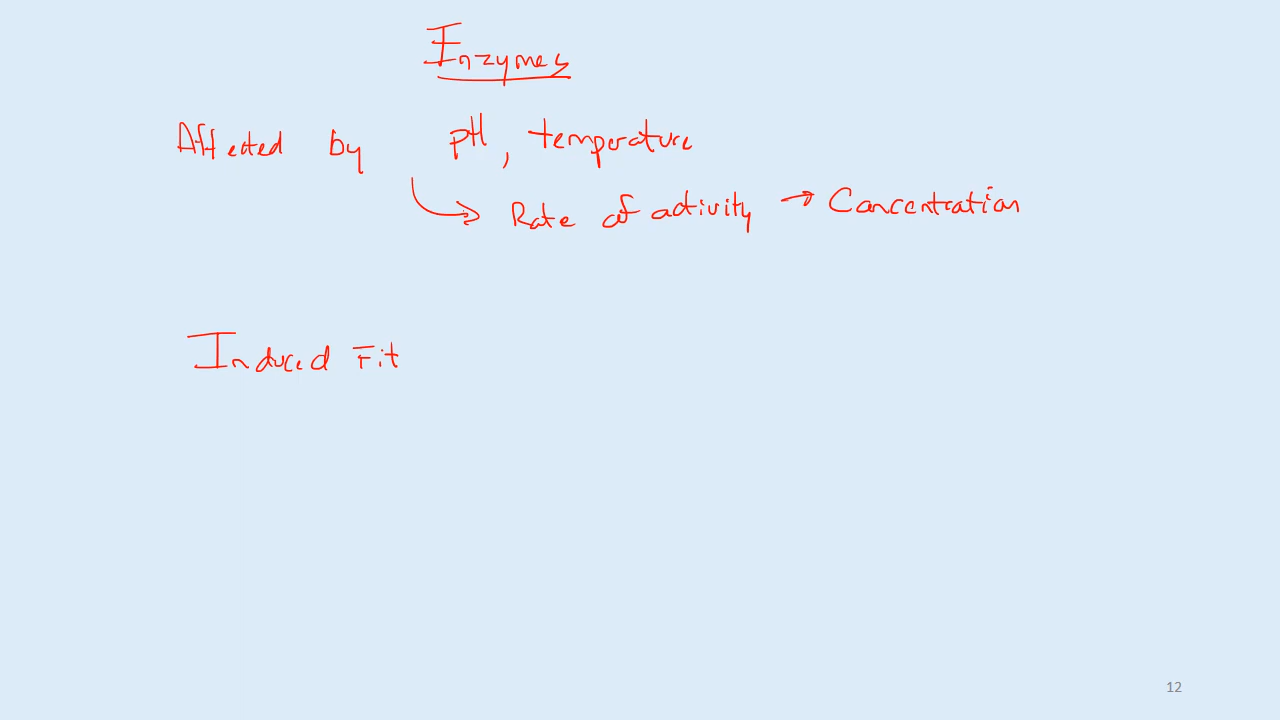 Enzymes
Affected by pH, temperature
→ Rate of activity → Concentration
Induced Fit
12